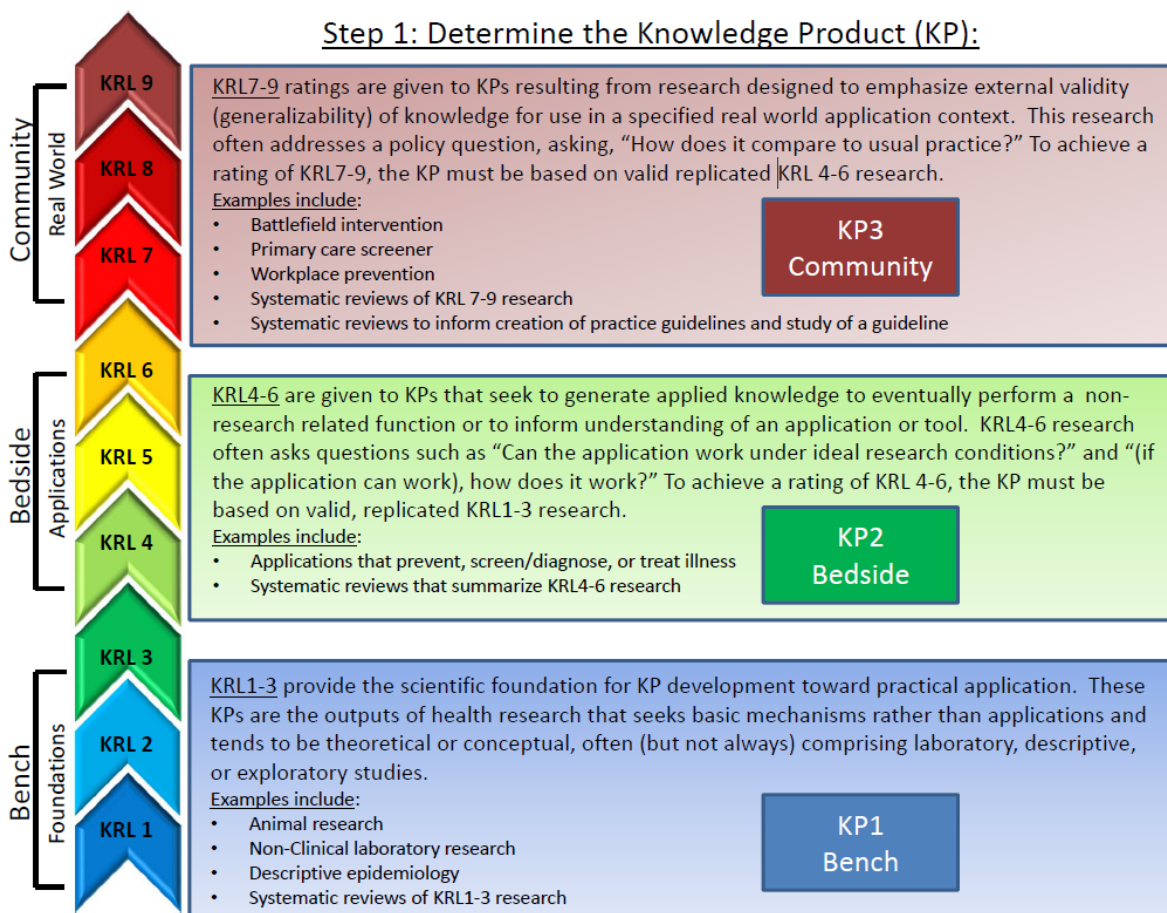 Step 1: Determine the Knowledge Product (KP):
Community
Real World
KRL 9
KRL 8
KRL 7
KRL7-9 ratings are given to KPs resulting from research designed to emphasize external validity
(generalizability) of knowledge for use in a specified real world application context. This research
often addresses a policy question, asking, “How does it compare to usual practice?” To achieve a
rating of KRL7-9, the KP must be based on valid replicated KRL 4-6 research.
Examples include:
• Battlefield intervention
• Primary care screener
• Workplace prevention
• Systematic reviews of KRL 7-9 research
• Systematic reviews to inform creation of practice guidelines and study of a guideline
KP3
Community
Bedside
Applications
KRL 6
KRL 5
KRL 4
KRL4-6 are given to KPs that seek to generate applied knowledge to eventually perform a non-
research related function or to inform understanding of an application or tool. KRL4-6 research
often asks questions such as “Can the application work under ideal research conditions?” and “(if
the application can work), how does it work?” To achieve a rating of KRL 4-6, the KP must be
based on valid, replicated KRL1-3 research.
Examples include:
• Applications that prevent, screen/diagnose, or treat illness
• Systematic reviews that summarize KRL4-6 research
KP2
Bedside
Bench
Foundations
KRL 3
KRL 2
KRL 1
KRL1-3 provide the scientific foundation for KP development toward practical application. These
KPs are the outputs of health research that seeks basic mechanisms rather than applications and
tends to be theoretical or conceptual, often (but not always) comprising laboratory, descriptive,
or exploratory studies.
Examples include:
• Animal research
• Non-Clinical laboratory research
• Descriptive epidemiology
• Systematic reviews of KRL1-3 research
KP1
Bench